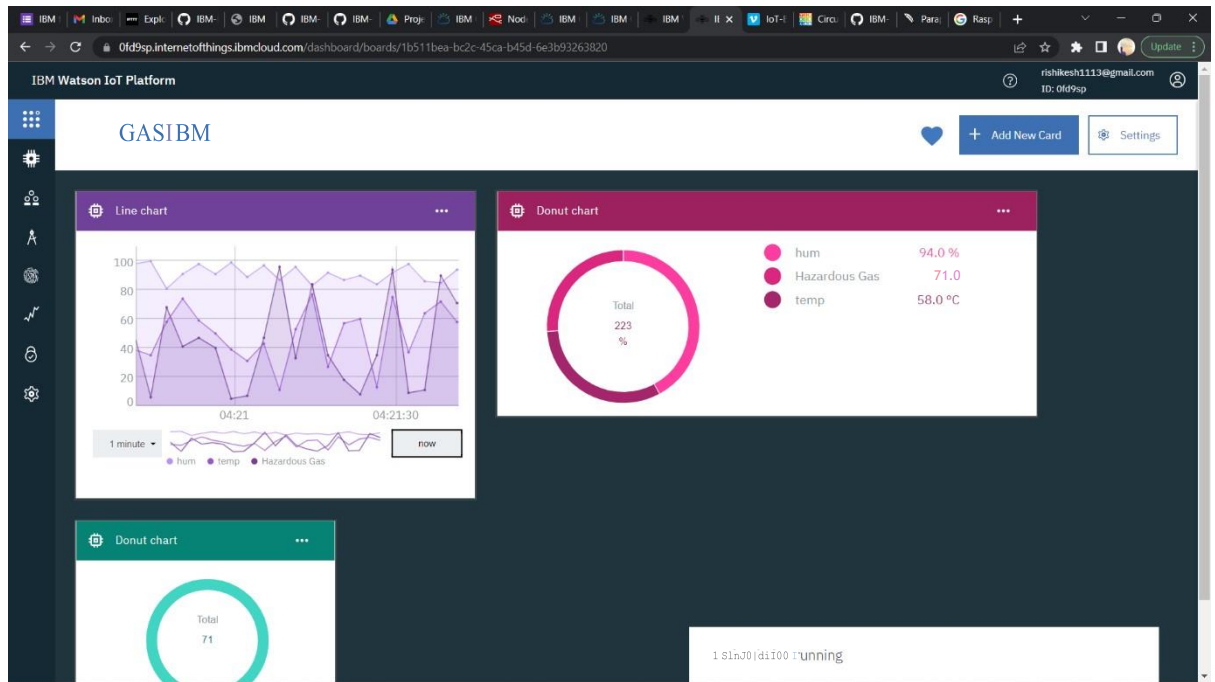 IBM
Inbo
Explo
IBM-
IBM
IBM-
IBM-
Proje
IBM
Nod
IBM
IBM
IBM
II
IoT-E
Circu
IBM-
Para
Rasp
0fd9sp.internetofthings.ibmcloud.com/dashboard/boards/1b511bea-bc2c-45ca-b45d-6e3b93263820
Update
IBM Watson IoT Platform
rishikesh1113@gmail.com
ID: 0fd9sp
GASIBM
+ Add New Card
Settings
Line chart
100
80
60
40
20
0
04:21 04:21:30
1 minute
now
hum temp Hazardous Gas
Donut chart
Total
223
%
hum 94.0 %
Hazardous Gas 71.0
temp 58.0 °C
Donut chart
Total
71
running